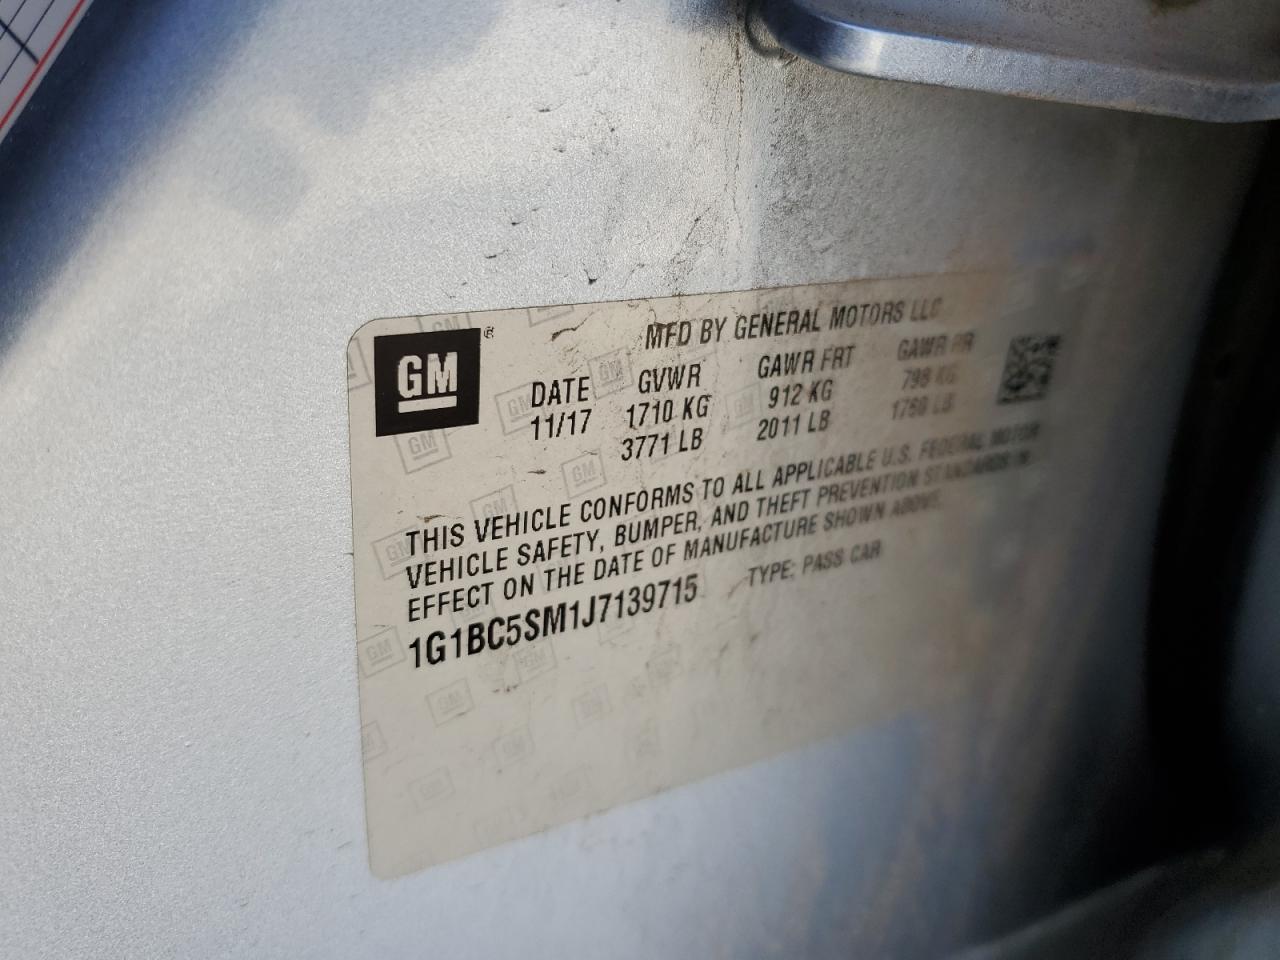 GM®
MFD BY GENERAL MOTORS LLC
DATE GVWR GAWR FRT GAWR RR
11/17 1710 KG 912 KG 798 KG
3771 LB 2011 LB 1760 LB
THIS VEHICLE CONFORMS TO ALL APPLICABLE U.S. FEDERAL MOTOR
VEHICLE SAFETY, BUMPER, AND THEFT PREVENTION STANDARDS IN
EFFECT ON THE DATE OF MANUFACTURE SHOWN ABOVE.
1G1BC5SM1J7139715 TYPE: PASS CAR